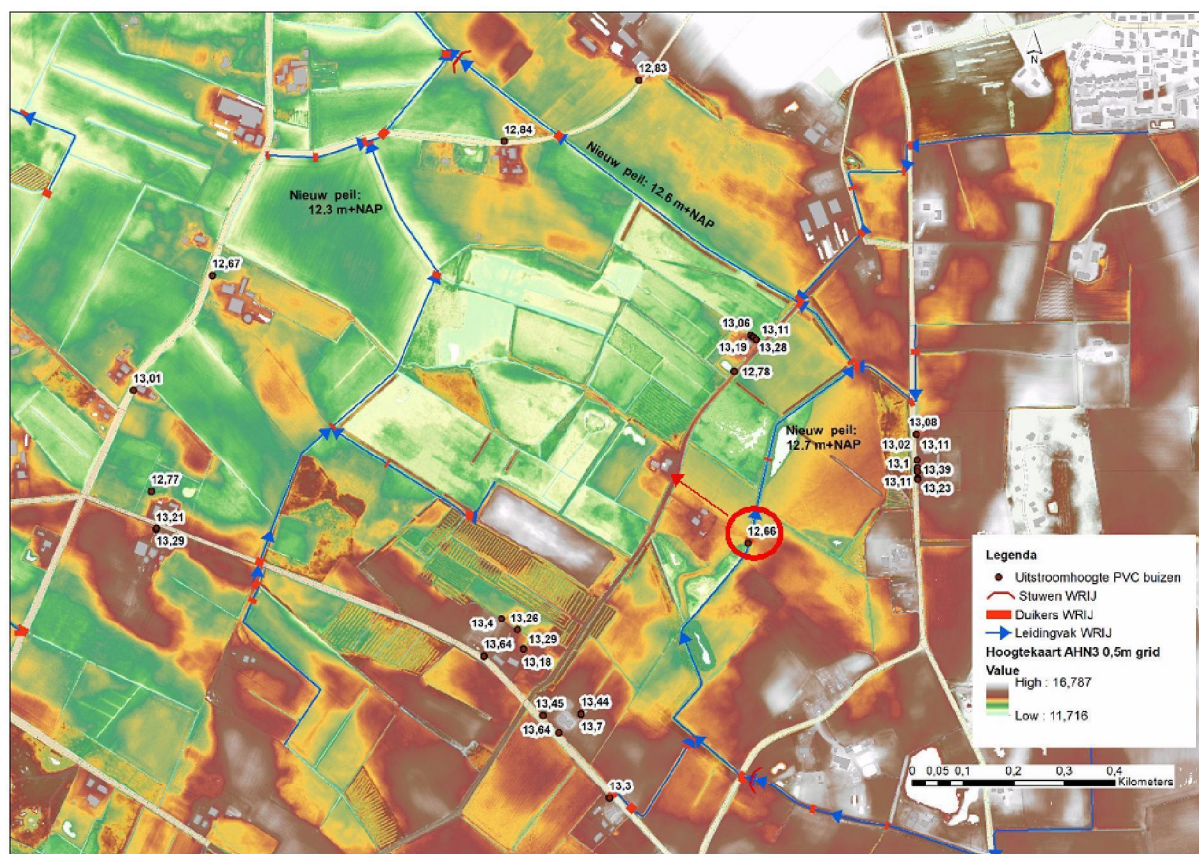 12,83
12,84
Nieuw peil: 12.6 m+NAP
Nieuw peil:
12,3 m+NAP
12,67
13,06
13,11
13,19
13,28
12,78
13,01
Nieuw peil:
12.7 m+NAP
13,08
13,02
13,11
13,1
13,39
13,11
13,23
12,77
13,21
13,29
12,66
13,4
13,26
13,64
13,29
13,18
13,45
13,44
13,64
13,7
13,3
N
Legenda
Uitstroomhoogte PVC buizen
Stuwen WRIJ
Duikers WRIJ
Leidingvak WRIJ
Hoogtekaart AHN3 0,5m grid
Value
High : 16,787
Low : 11,716
0 0,05 0,1 0,2 0,3 0,4
Kilometers